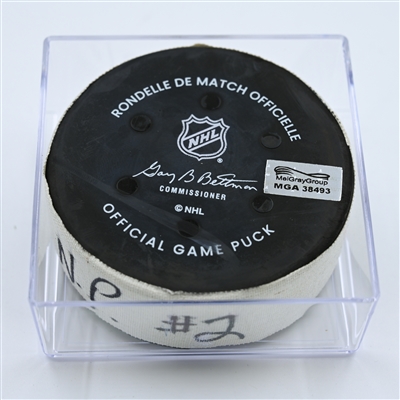 RONDELLE DE MATCH OFFICIELLE
NHL
Gary B Bettman
COMMISSIONER
© NHL
OFFICIAL GAME PUCK
MeiGrayGroup
MGA 38493
N.P. #2